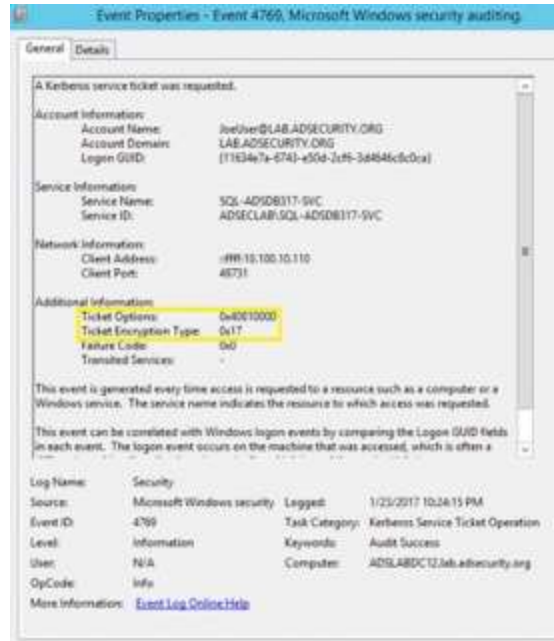 Event Properties - Event 4769, Microsoft Windows security auditing.
General Details
A Kerberos service ticket was requested.
Account Information:
Account Name: JoeUser@LAB.ADSECURITY.ORG
Account Domain: LAB.ADSECURITY.ORG
Logon GUID:
Service Information:
Service Name: SQL-ADSDB317-SVC
Service ID: ADSECLAB\SQL-ADSDB317-SVC
Network Information:
Client Address: ::ffff:10.100.10.110
Client Port: 48731
Additional Information:
Ticket Options: 0x40810000
Ticket Encryption Type: 0x17
Failure Code: 0x0
Transited Services: -
This event is generated every time access is requested to a resource such as a computer or a
Windows service. The service name indicates the resource to which access was requested.
This event can be correlated with Windows logon events by comparing the Logon GUID fields
in each event. The logon event occurs on the machine that was accessed, which is often a
Log Name: Security
Source: Microsoft Windows security Logged: 1/23/2017 10:24:15 PM
Event ID: 4769 Task Category: Kerberos Service Ticket Operation
Level: Information Keywords: Audit Success
User: N/A Computer: ADSLABDC12.lab.adsecurity.org
OpCode: Info
More Information: Event Log Online Help